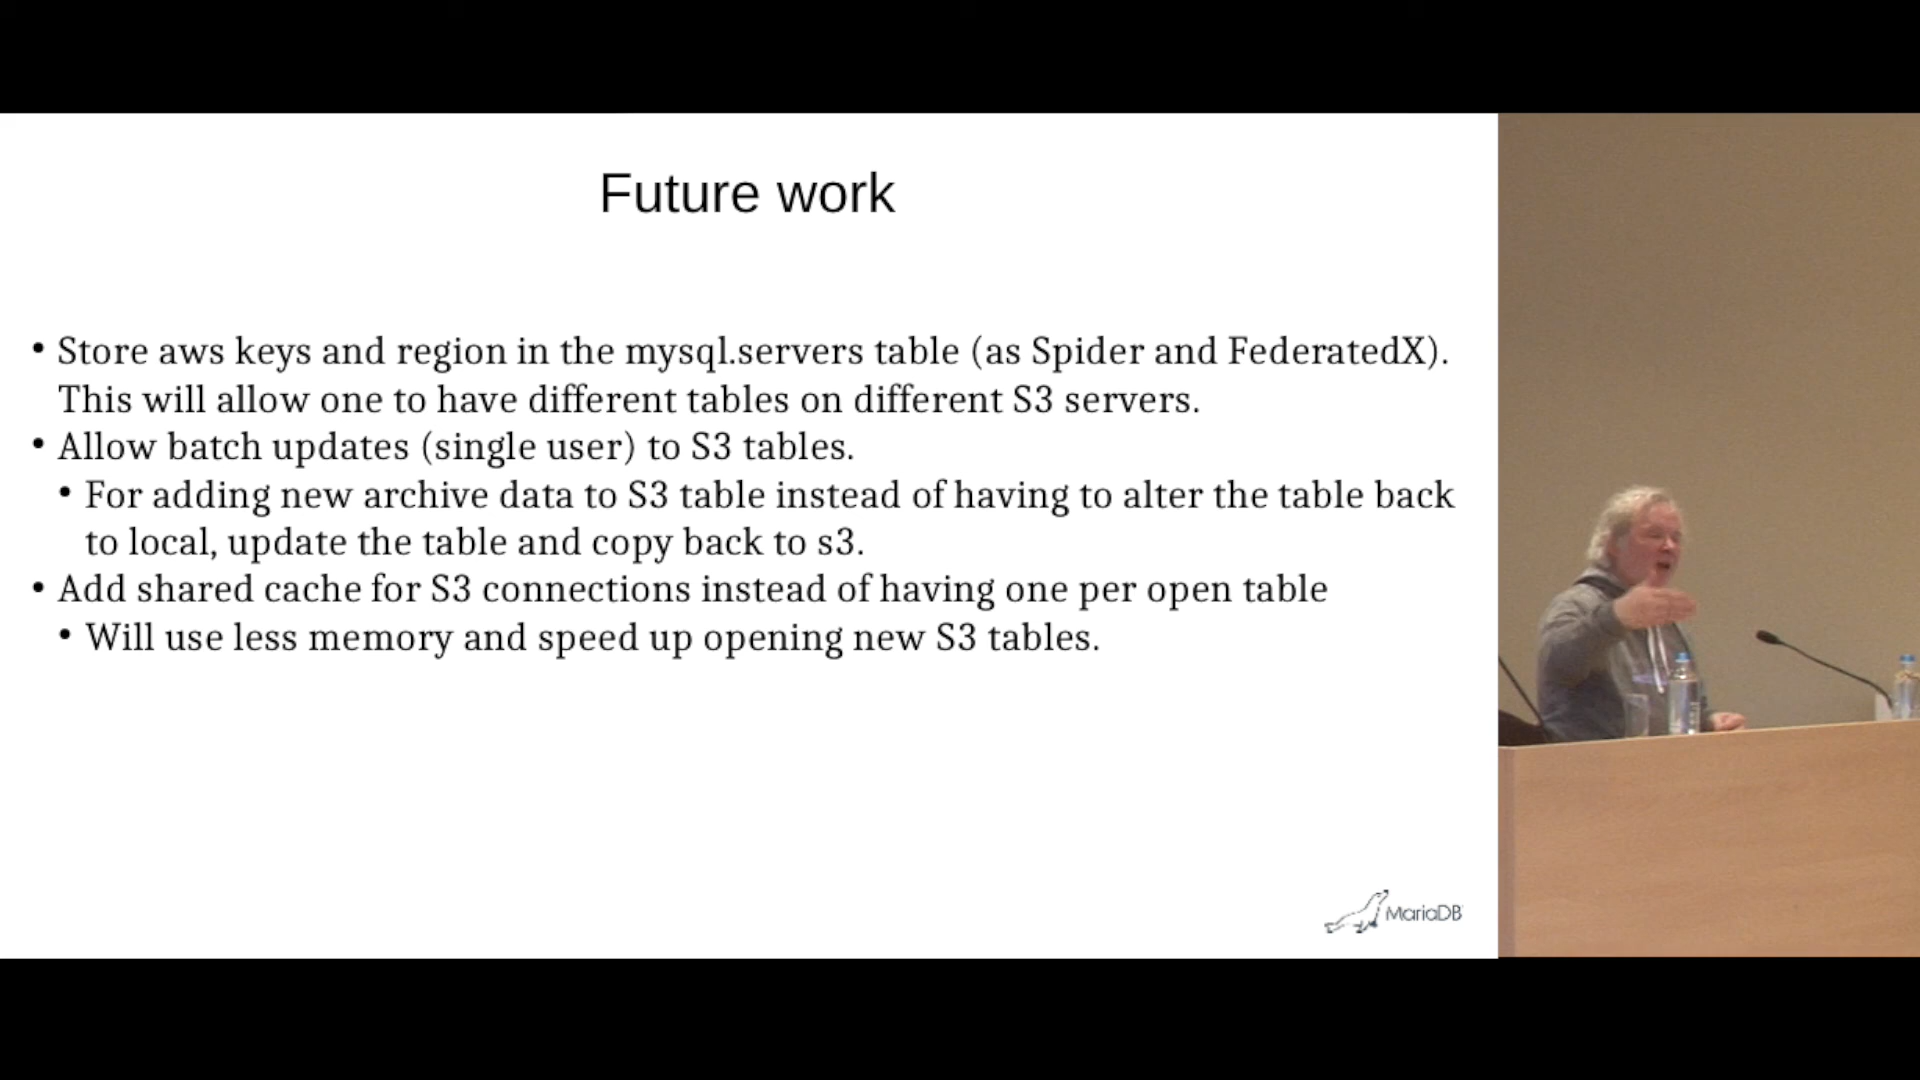 Future work
• Store aws keys and region in the mysql.servers table (as Spider and FederatedX).
This will allow one to have different tables on different S3 servers.
• Allow batch updates (single user) to S3 tables.
• For adding new archive data to S3 table instead of having to alter the table back
to local, update the table and copy back to s3.
• Add shared cache for S3 connections instead of having one per open table
• Will use less memory and speed up opening new S3 tables.
MariaDB